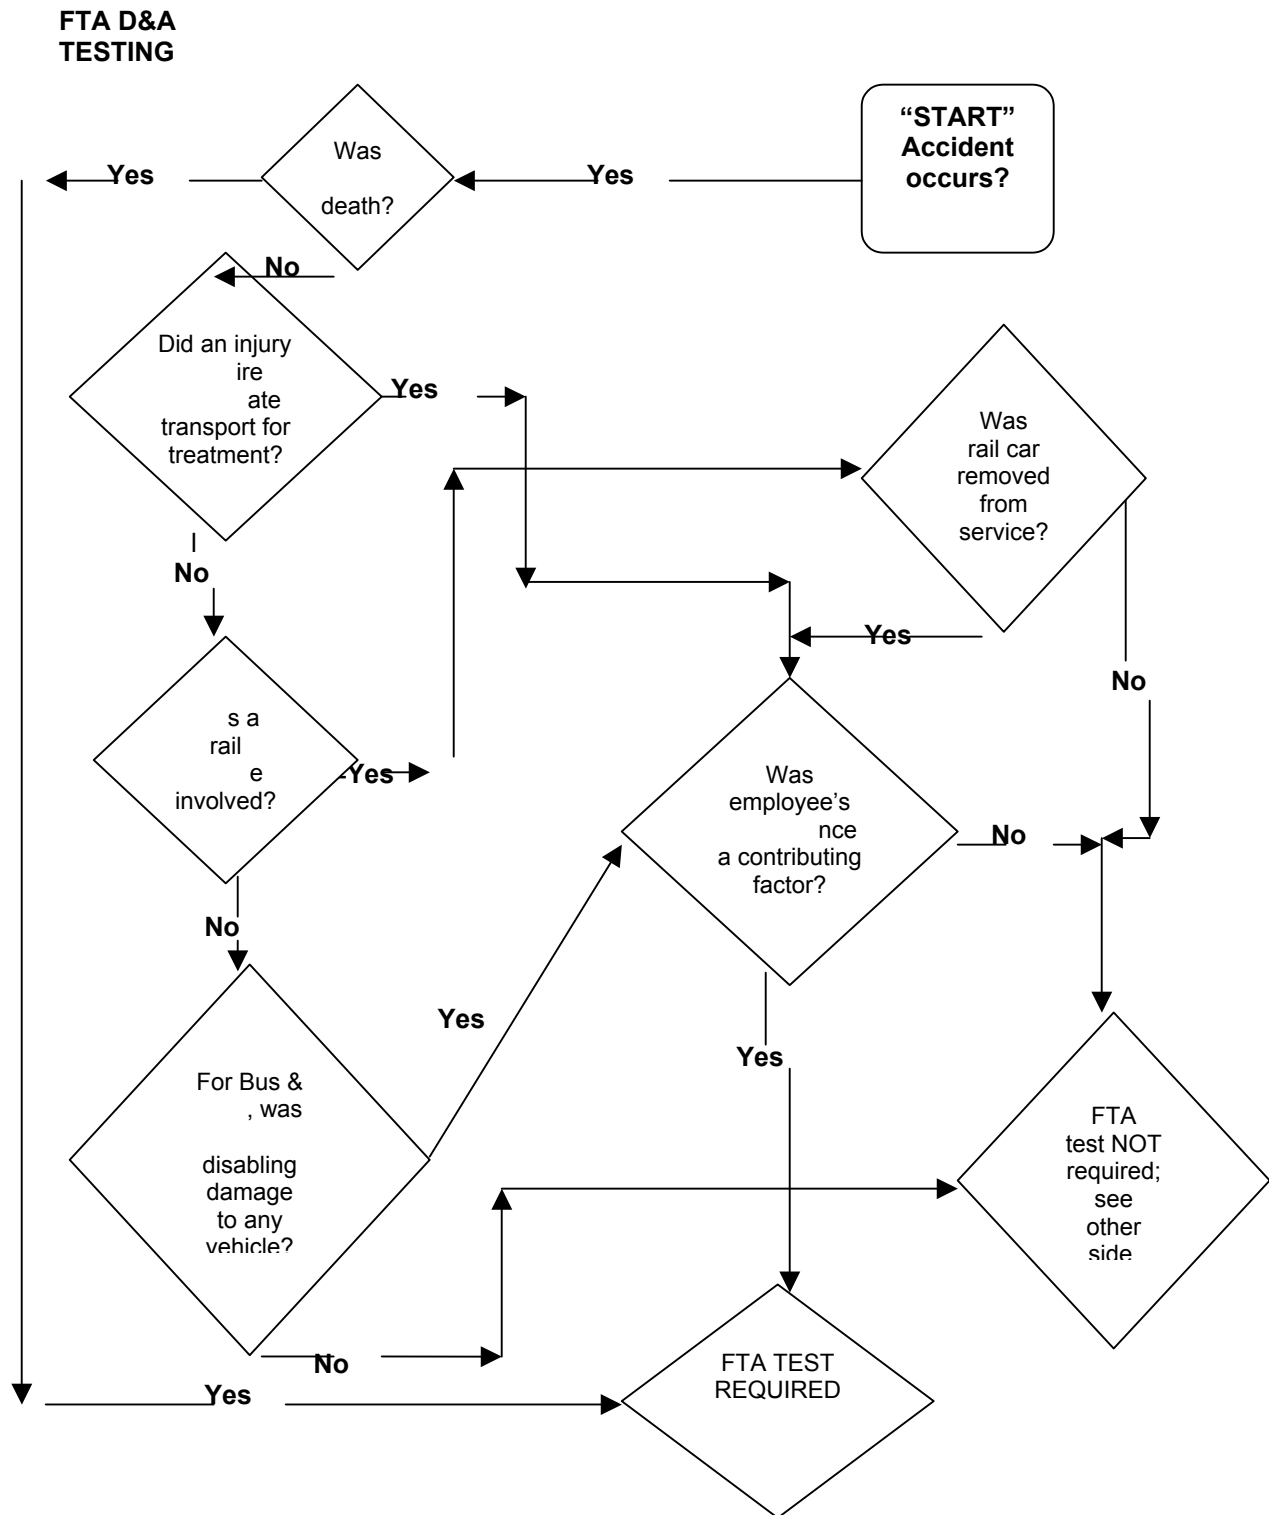 FTA D&A
TESTING
“START”
Accident
occurs?
Yes
Was
death?
Yes
No
Did an injury
ire
ate
transport for
treatment?
Yes
Was
rail car
removed
from
service?
No
Yes
No
s a
rail
e
involved?
Yes
Was
employee’s
nce
a contributing
factor?
No
No
Yes
Yes
For Bus &
, was
disabling
damage
to any
vehicle?
FTA
test NOT
required;
see
other
side
No
Yes
FTA TEST
REQUIRED